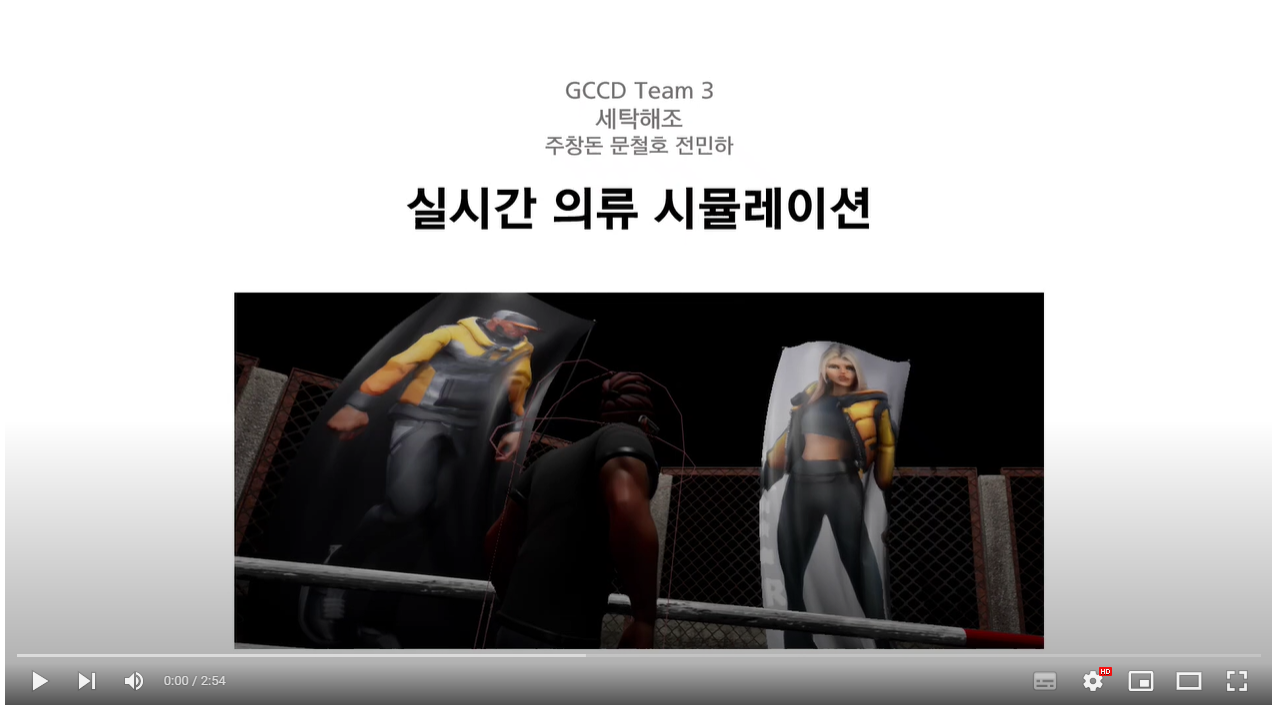 GCCD Team 3
세탁해조
주창돈 문철호 전민하
실시간 의류 시뮬레이션
0:00 / 2:54
HD